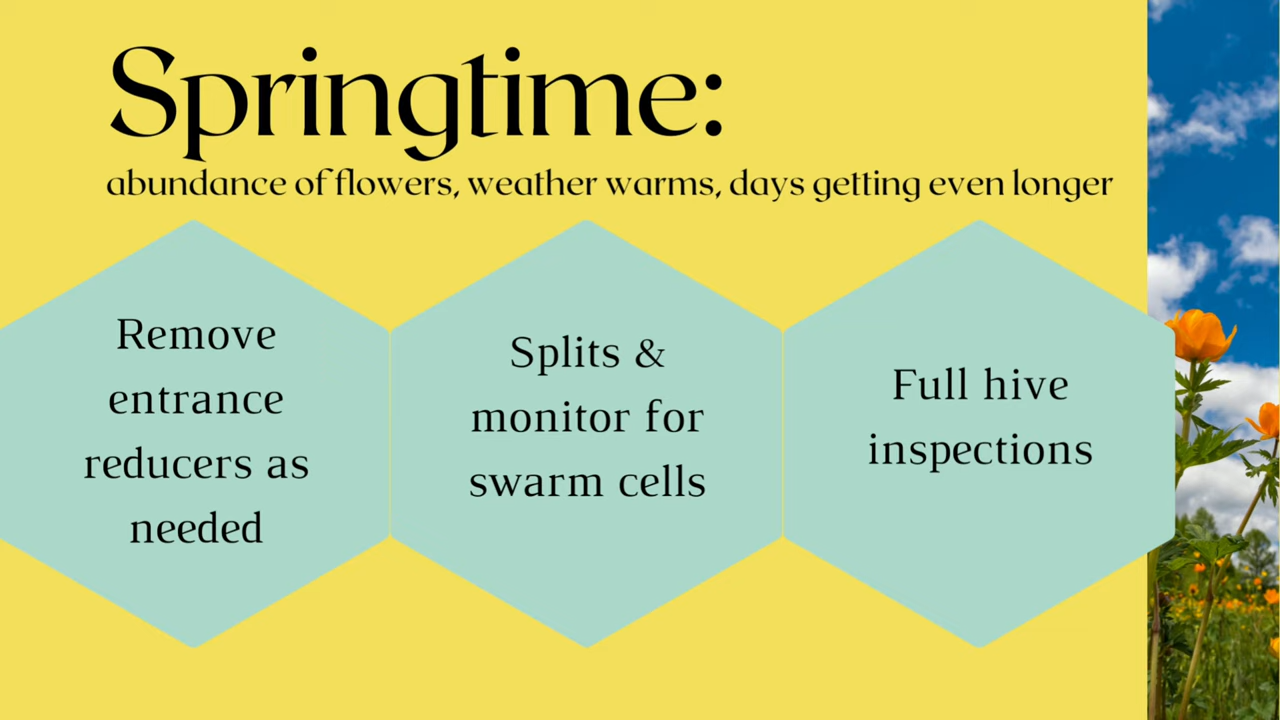 Springtime:
abundance of flowers, weather warms, days getting even longer
Remove
entrance
reducers as
needed
Splits &
monitor for
swarm cells
Full hive
inspections